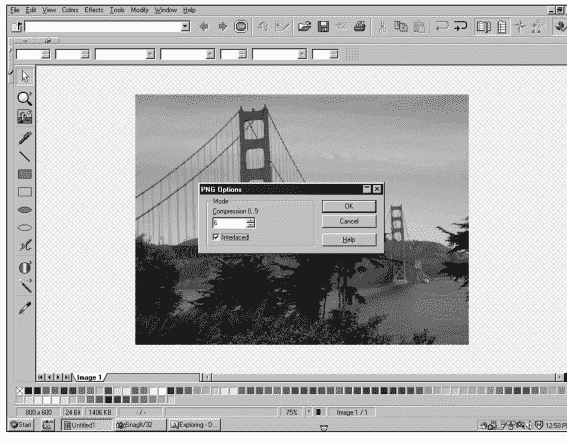 File Edit View Colors Effects Tools Modify Window Help
PNG Options
Mode
Compression 0..9
6
Interlaced
OK
Cancel
Help
Image 1
800 x 600 24 Bit 1406 KB - / - 75% Image 1 / 1
Start Untitled1 SnagIt/32 Exploring - D... 12:58 PM